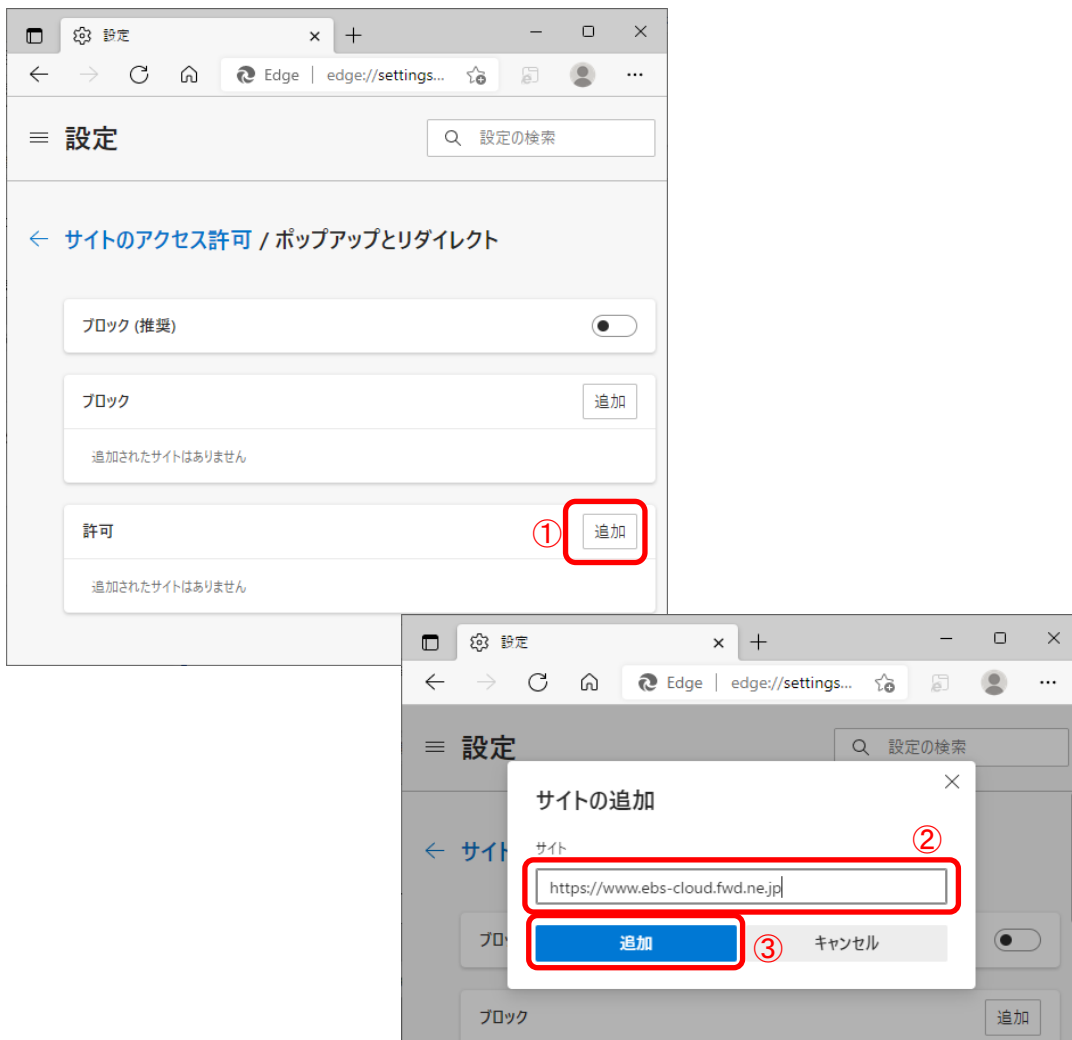 設定
Edge | edge://settings...
設定
設定の検索
サイトのアクセス許可 / ポップアップとリダイレクト
ブロック (推奨)
ブロック
追加
追加されたサイトはありません
許可
①
追加
追加されたサイトはありません
設定
Edge | edge://settings...
設定
設定の検索
サイトの追加
サイト
サイト
②
https://www.ebs-cloud.fwd.ne.jp
ブロ
追加
③
キャンセル
ブロック
追加